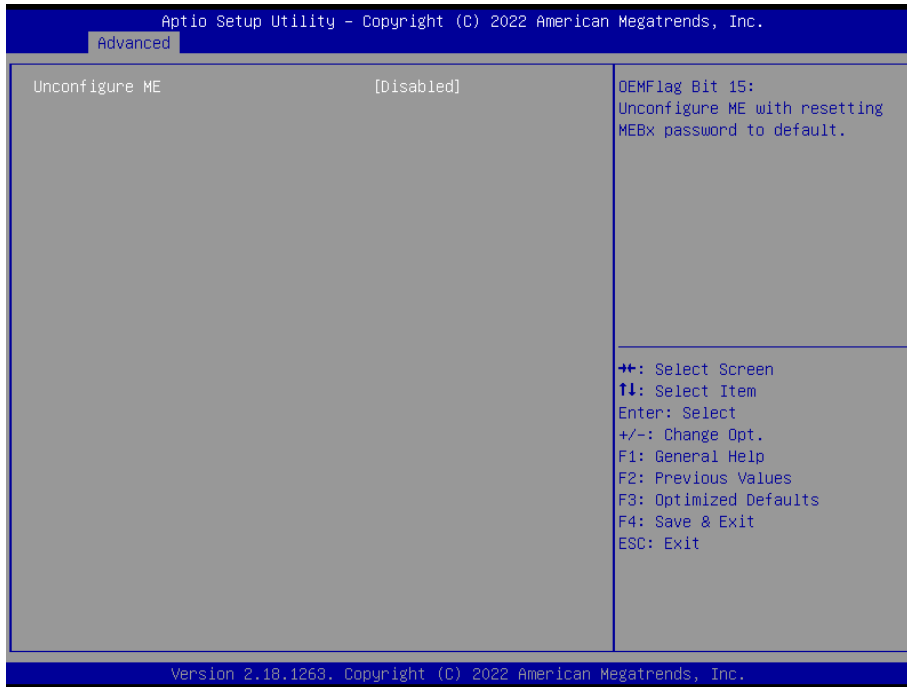 Aptio Setup Utility – Copyright (C) 2022 American Megatrends, Inc.
Advanced
Unconfigure ME [Disabled]
OEMFlag Bit 15:
Unconfigure ME with resetting
MEBx password to default.
→←: Select Screen
↑↓: Select Item
Enter: Select
+/-: Change Opt.
F1: General Help
F2: Previous Values
F3: Optimized Defaults
F4: Save & Exit
ESC: Exit
Version 2.18.1263. Copyright (C) 2022 American Megatrends, Inc.